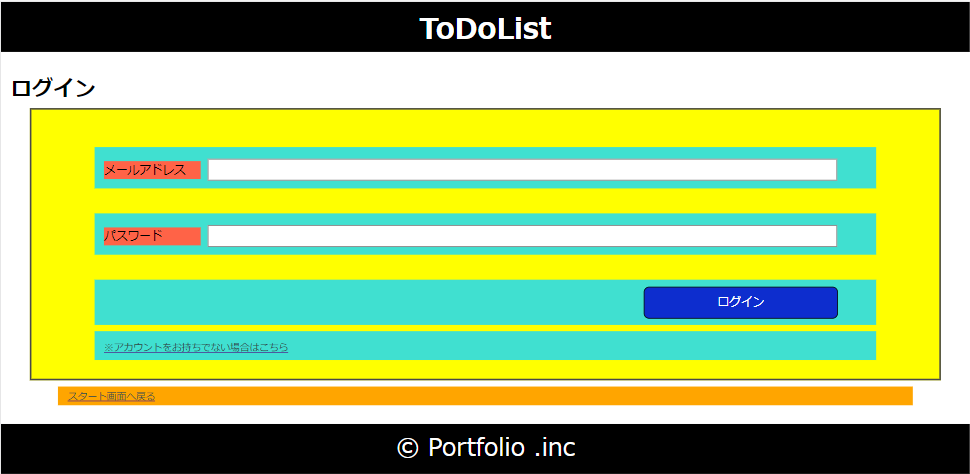 ToDoList
ログイン
メールアドレス
パスワード
ログイン
※アカウントをお持ちでない場合はこちら
スタート画面へ戻る
© Portfolio .inc